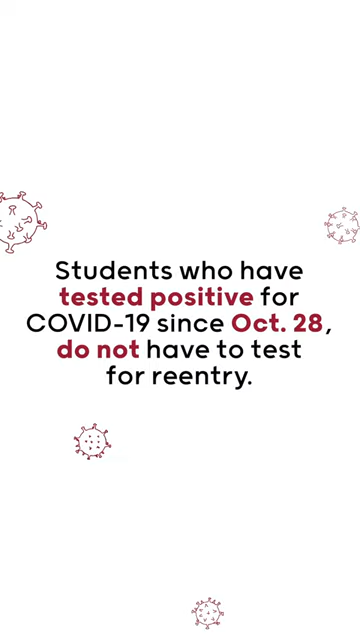 Students who have
tested positive for
COVID-19 since Oct. 28,
do not have to test
for reentry.